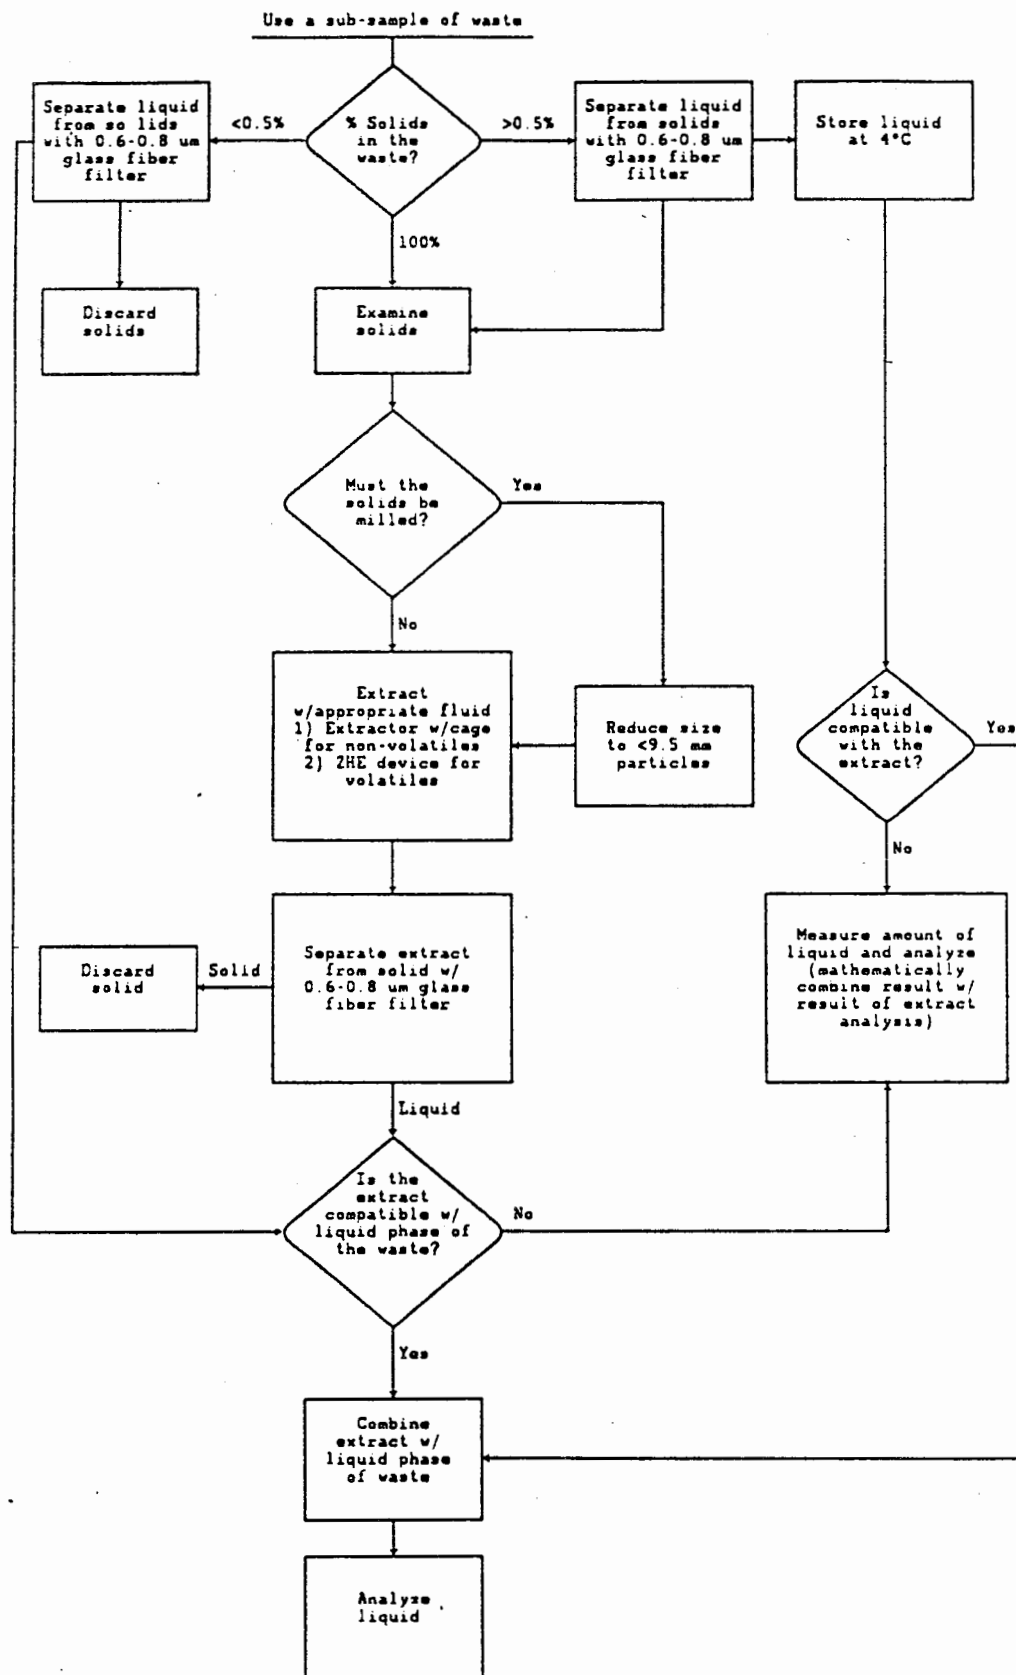 Use a sub-sample of waste
Separate liquid
from so lids
with 0.6-0.8 um
glass fiber
filter
<0.5%
% Solids
in the
waste?
>0.5%
Separate liquid
from solids
with 0.6-0.8 um
glass fiber
filter
Store liquid
at 4°C
100%
Discard
solids
Examine
solids
Must the
solids be
milled?
Yes
No
Extract
w/appropriate fluid
1) Extractor w/cage
for non-volatiles
2) ZHE device for
volatiles
Reduce size
to <9.5 mm
particles
Is
liquid
compatible
with the
extract?
Yes
No
Discard
solid
Solid
Separate extract
from solid w/
0.6-0.8 um glass
fiber filter
Measure amount of
liquid and analyze
(mathematically
combine result w/
result of extract
analysis)
Liquid
Is the
extract
compatible w/
liquid phase of
the waste?
No
Yes
Combine
extract w/
liquid phase
of waste
Analyze
liquid